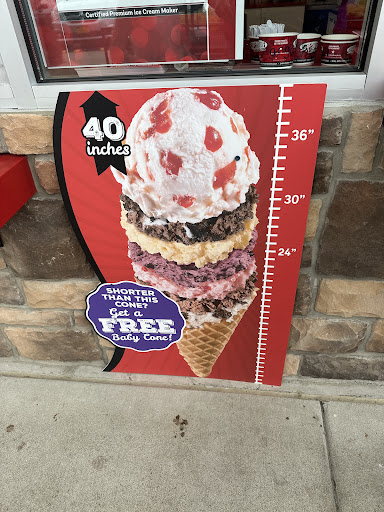 Certified Premium Ice Cream Maker
40
inches
36”
30”
24”
SHORTER
THAN THIS
CONE?
Get a
FREE
Baby Cone!